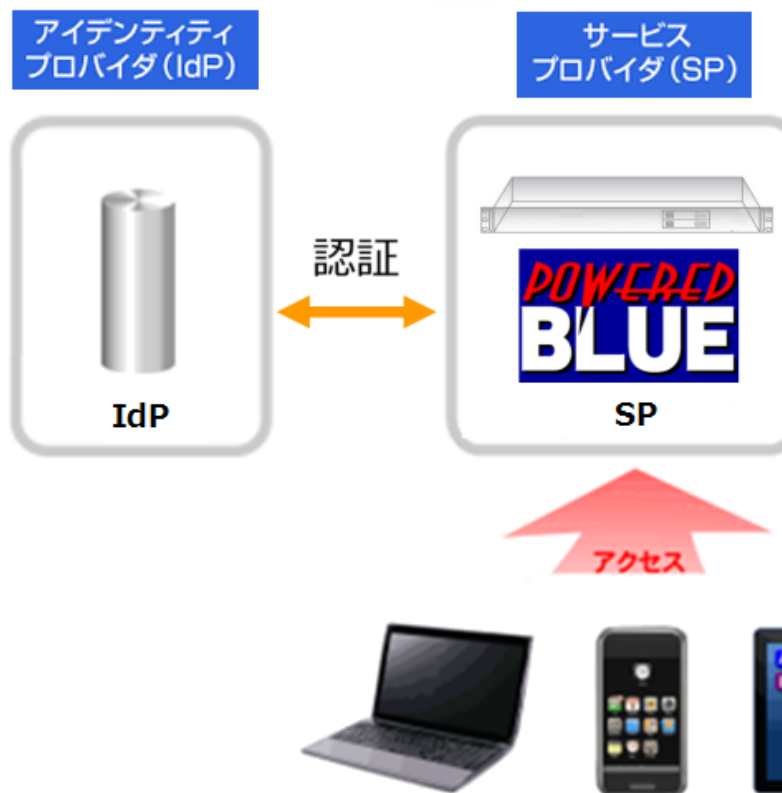 アイデンティティ
プロバイダ(IdP)
サービス
プロバイダ(SP)
認証
POWERED
BLUE
IdP
SP
アクセス